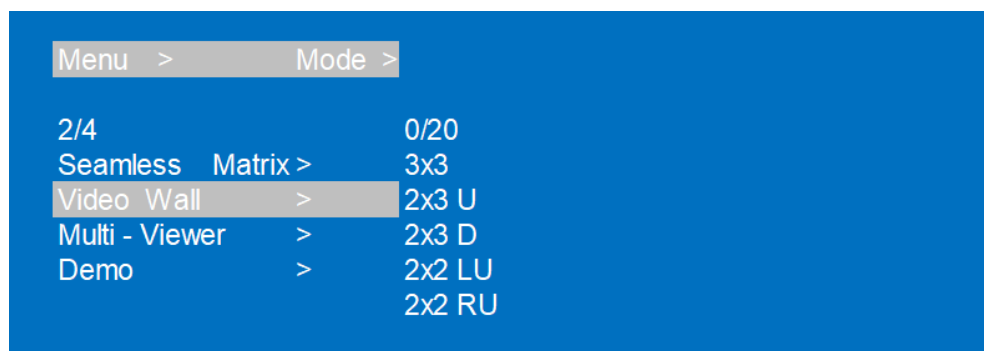 Menu > Mode >
2/4 0/20
Seamless Matrix > 3x3
Video Wall > 2x3 U
Multi - Viewer > 2x3 D
Demo > 2x2 LU
2x2 RU